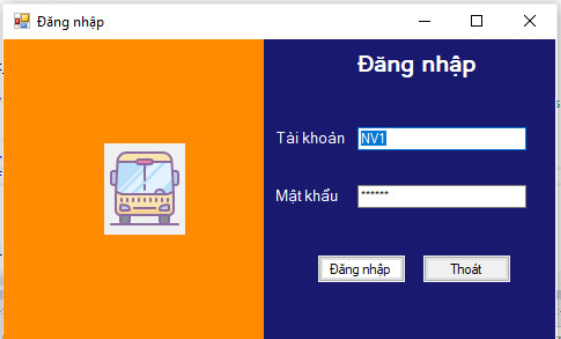 Đăng nhập
Đăng nhập
Tài khoản NV1
Mật khẩu ******
Đăng nhập Thoát